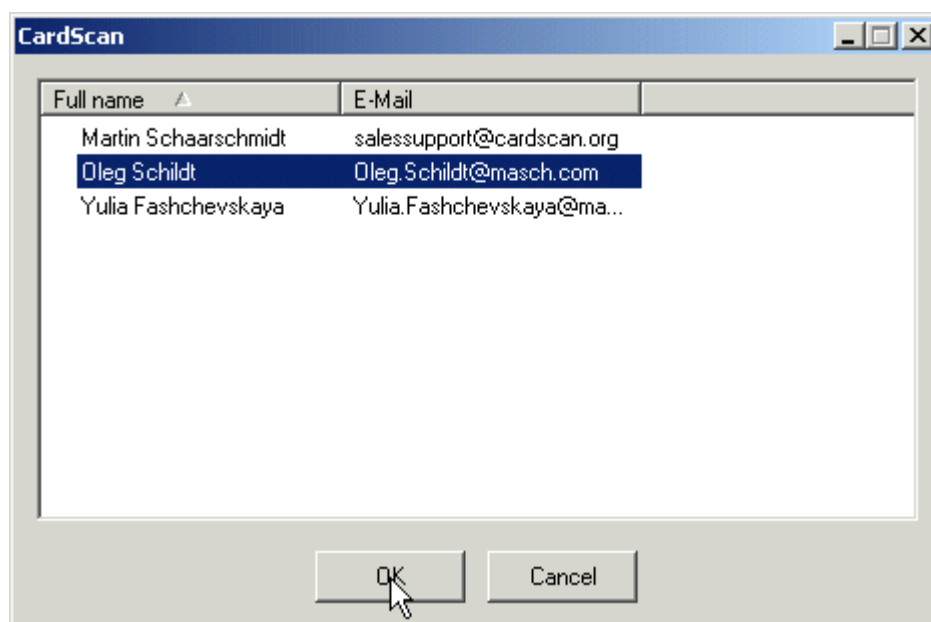 CardScan
Full name E-Mail
Martin Schaarschmidt salessupport@cardscan.org
Oleg Schildt Oleg.Schildt@masch.com
Yulia Fashchevskaya Yulia.Fashchevskaya@ma...
OK Cancel